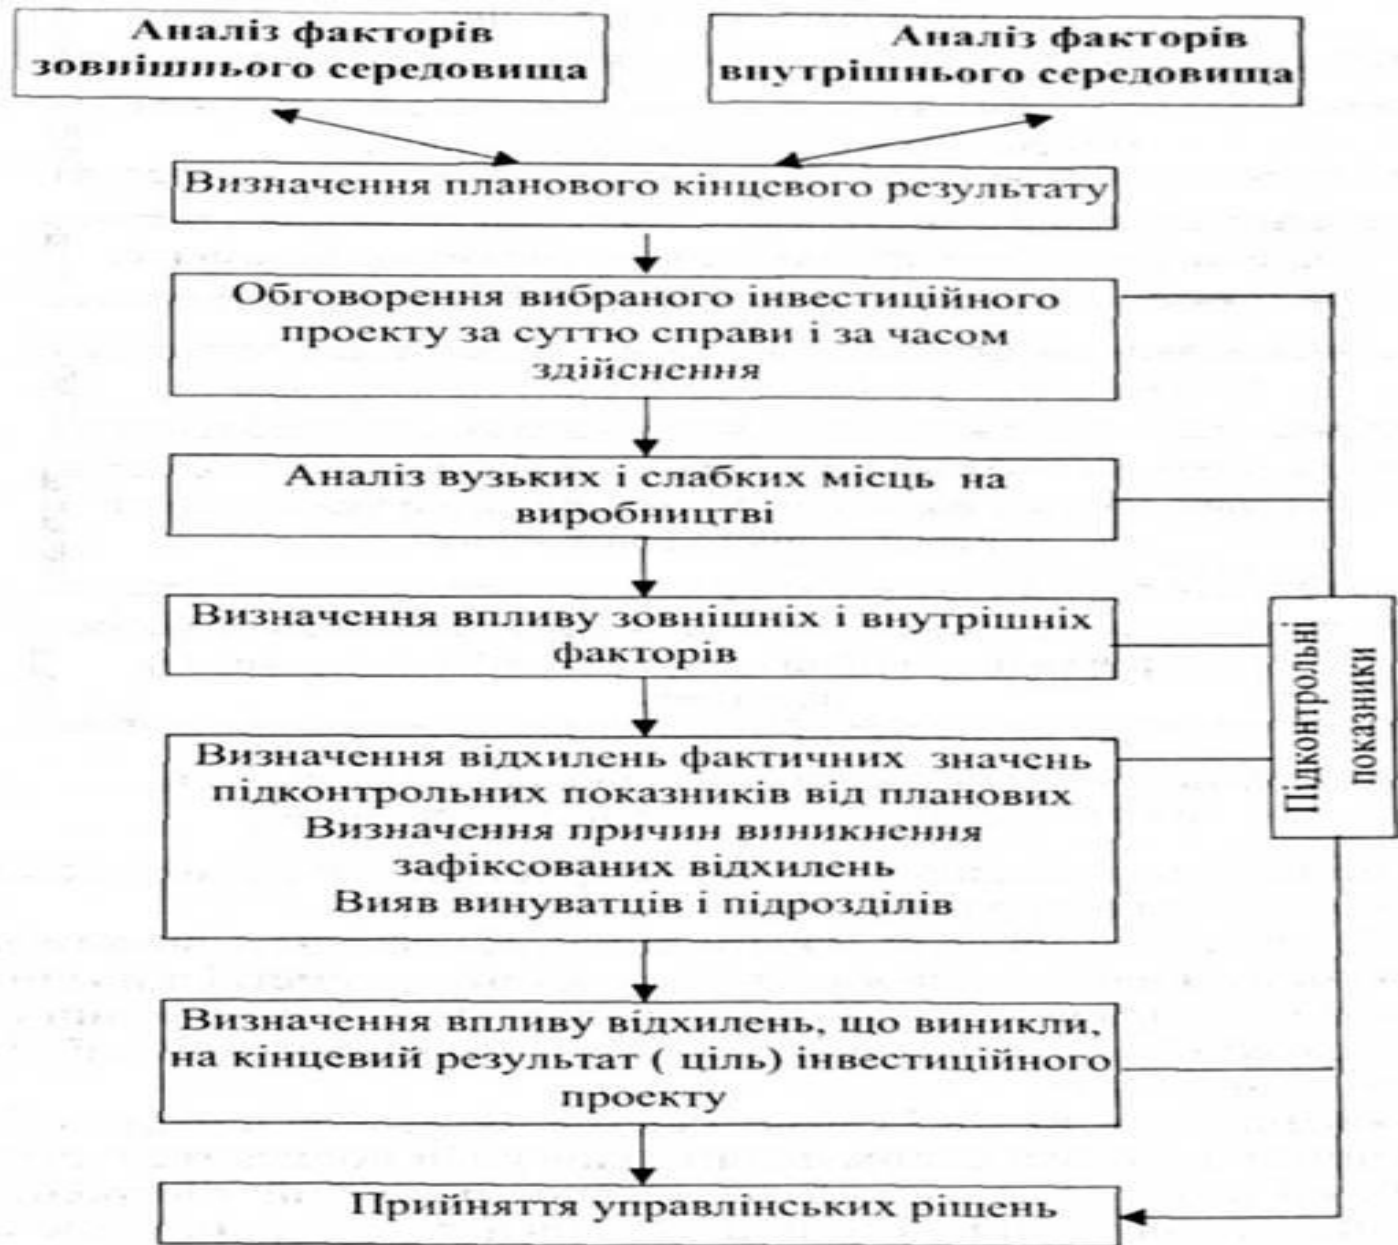 Аналіз факторів
зовнішнього середовища
Аналіз факторів
внутрішнього середовища
Визначення планового кінцевого результату
Обговорення вибраного інвестиційного
проекту за суттю справи і за часом
здійснення
Аналіз вузьких і слабких місць на
виробництві
Визначення впливу зовнішніх і внутрішніх
факторів
Підконтрольні
показники
Визначення відхилень фактичних значень
підконтрольних показників від планових
Визначення причин виникнення
зафіксованих відхилень
Вияв винуватців і підрозділів
Визначення впливу відхилень, що виникли,
на кінцевий результат ( ціль) інвестиційного
проекту
Прийняття управлінських рішень